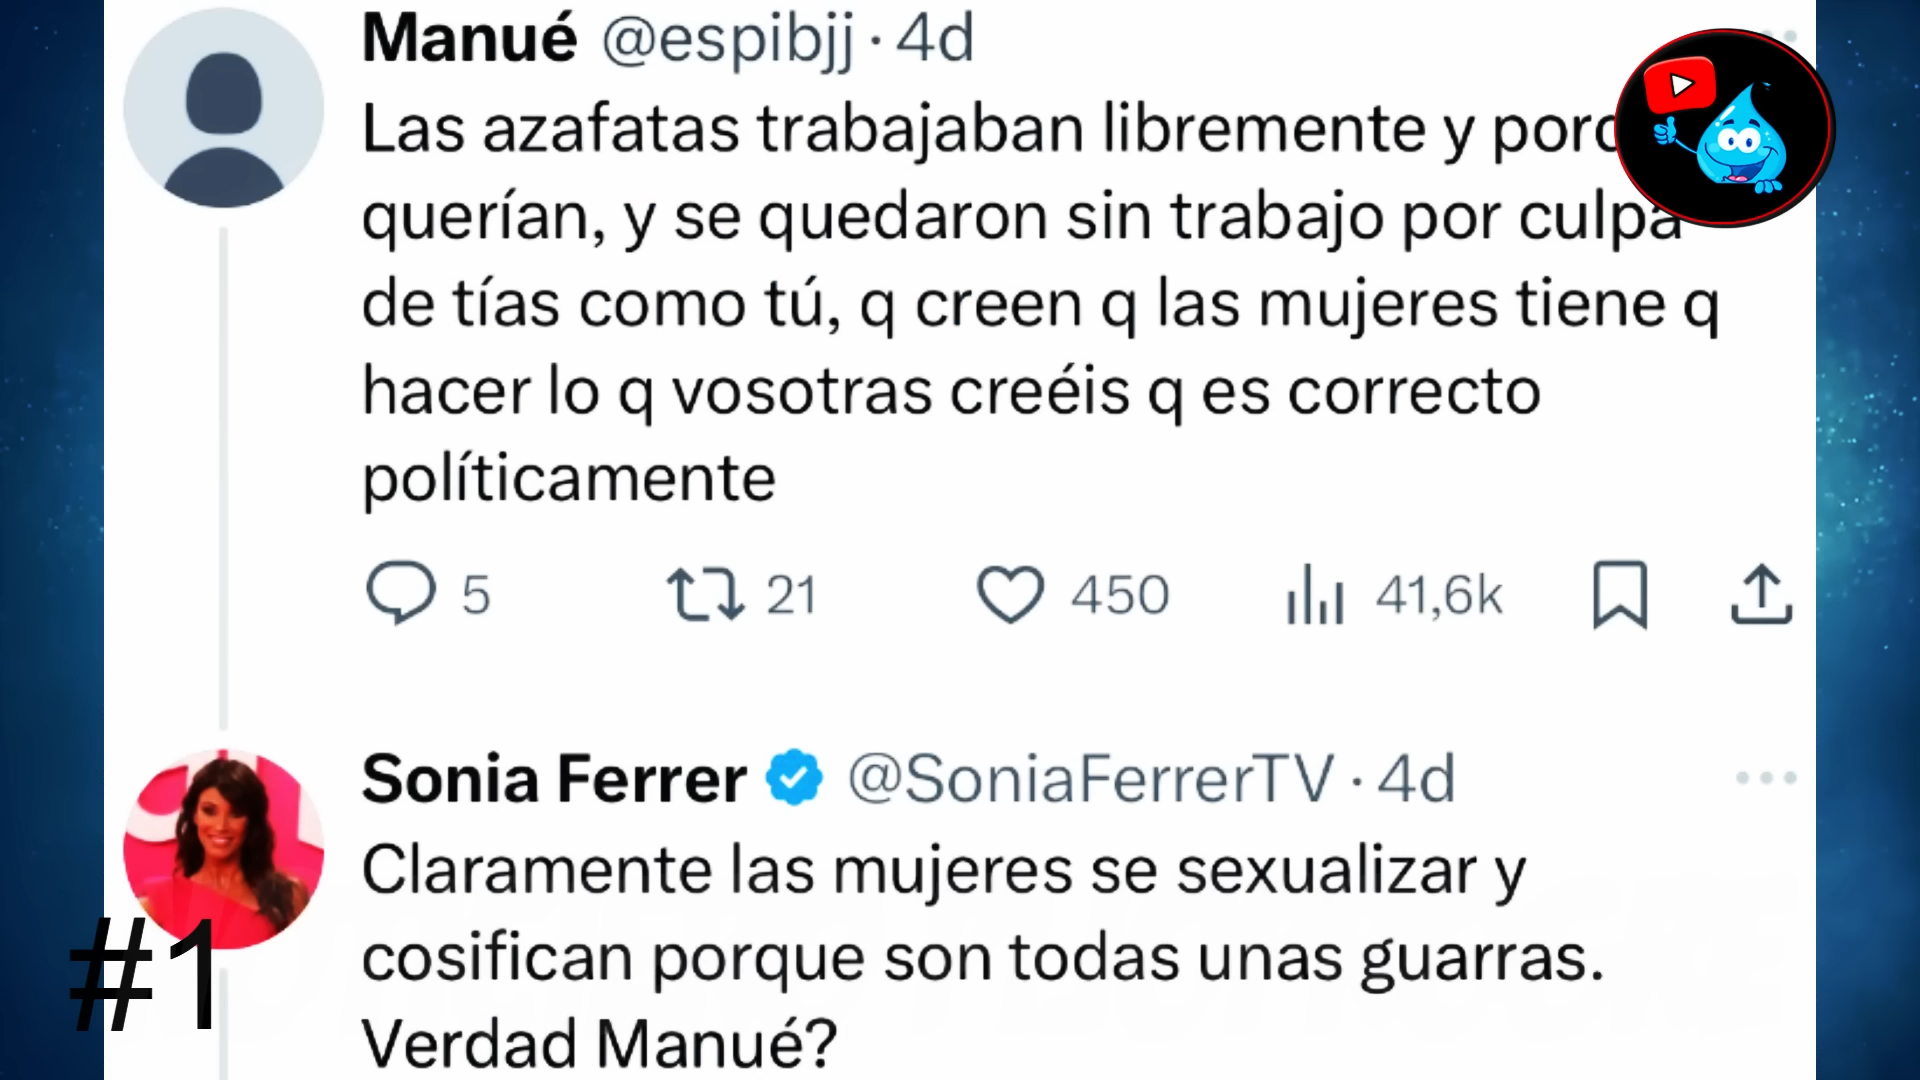 Manué @espibjj · 4d
Las azafatas trabajaban libremente y
querían, y se quedaron sin trabajo por culpa
de tías como tú, q creen q las mujeres tiene q
hacer lo q vosotras creéis q es correcto
políticamente
5 21 450 41,6k
Sonia Ferrer @SoniaFerrerTV · 4d
Claramente las mujeres se sexualizar y
cosifican porque son todas unas guarras.
#1
Verdad Manué?